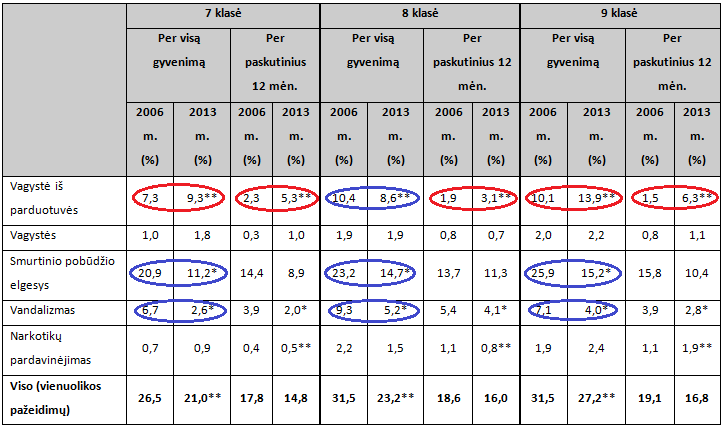 7 klasė 8 klasė 9 klasė
Per visą Per Per visą Per Per visą Per
gyvenimą paskutinius gyvenimą paskutinius 12 gyvenimą paskutinius 12
12 mėn. mėn. mėn.
2006 2013 2006 2013 2006 2013 2006 2013 2006 2013 2006 2013
m. m. m. m. m. m. m. m. m. m. m. m.
(%) (%) (%) (%) (%) (%) (%) (%) (%) (%) (%) (%)
Vagystė iš
parduotuvės 7,3 9,3** 2,3 5,3** 10,4 8,6** 1,9 3,1** 10,1 13,9** 1,5 6,3**
Vagystės 1,0 1,8 0,3 1,0 1,9 1,9 0,8 0,7 2,0 2,2 0,8 1,1
Smurtinio pobūdžio
elgesys 20,9 11,2* 14,4 8,9 23,2 14,7* 13,7 11,3 25,9 15,2* 15,8 10,4
Vandalizmas 6,7 2,6* 3,9 2,0* 9,3 5,2* 5,4 4,1* 7,1 4,0* 3,9 2,8*
Narkotikų
pardavinėjimas 0,7 0,9 0,4 0,5** 2,2 1,5 1,1 0,8** 1,9 2,4 1,1 1,9**
Viso (vienuolikos
pažeidimų) 26,5 21,0** 17,8 14,8 31,5 23,2** 18,6 16,0 31,5 27,2** 19,1 16,8